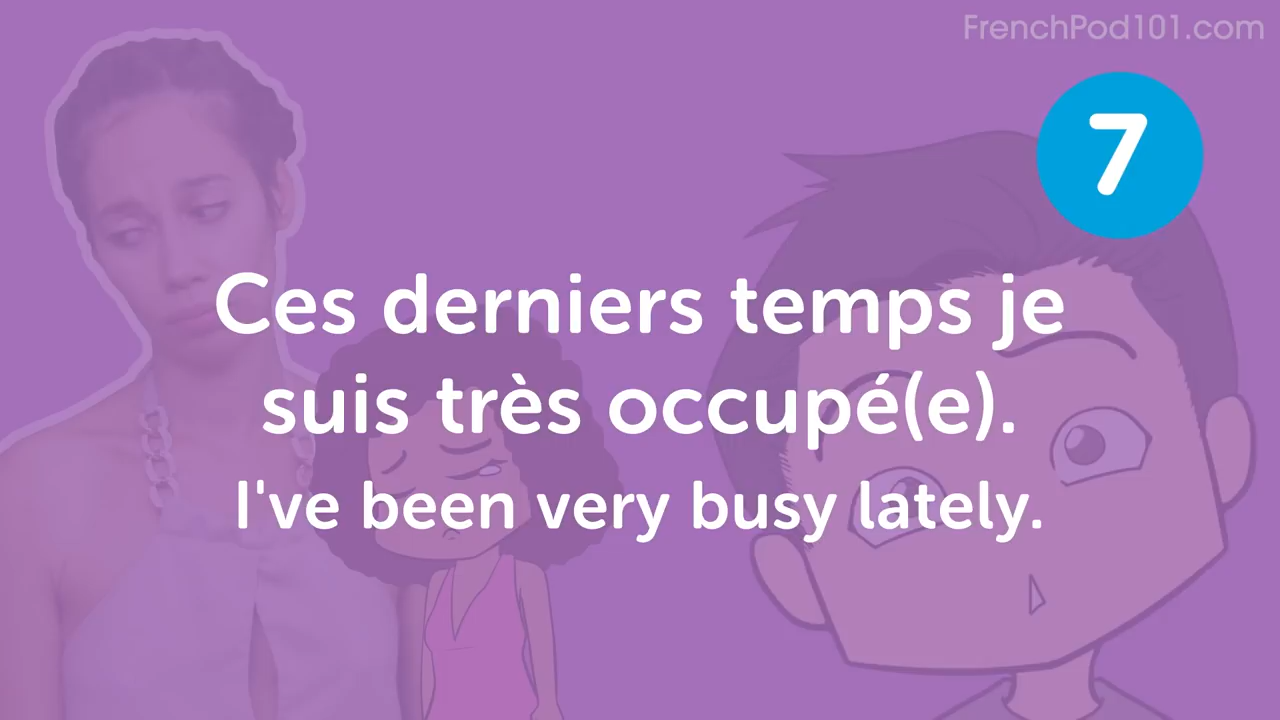 FrenchPod101.com
7
Ces derniers temps je
suis très occupé(e).
I've been very busy lately.